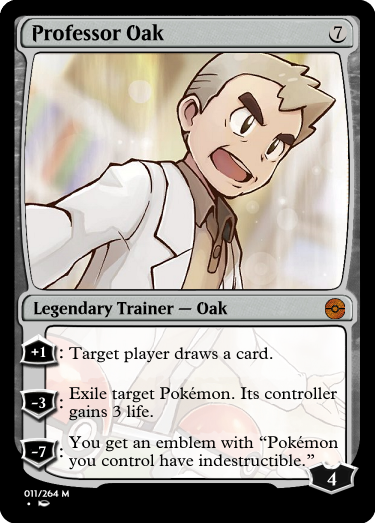 Professor Oak 7
Legendary Trainer — Oak
+1: Target player draws a card.
-3: Exile target Pokémon. Its controller
gains 3 life.
-7: You get an emblem with “Pokémon
you control have indestructible.”
4
011/264 M